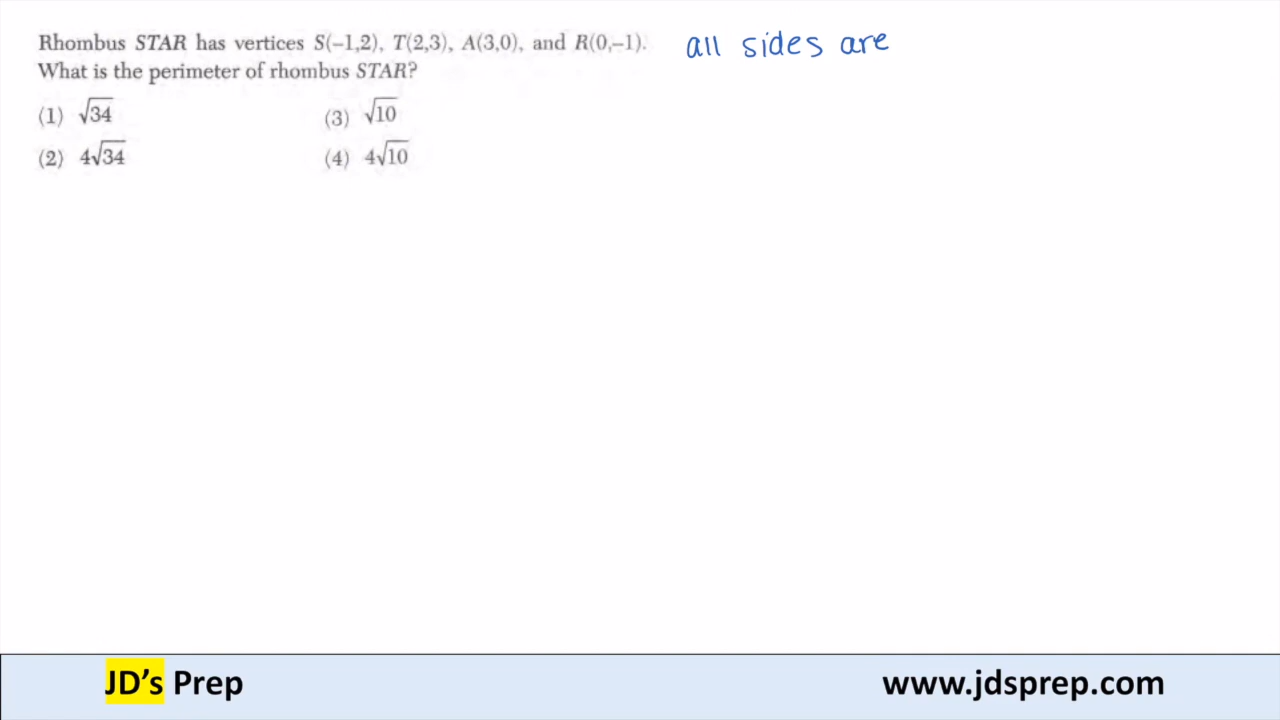 Rhombus STAR has vertices S(−1,2), T(2,3), A(3,0), and R(0,−1). all sides are
What is the perimeter of rhombus STAR?
(1) √34 (3) √10
(2) 4√34 (4) 4√10
JD's Prep www.jdsprep.com